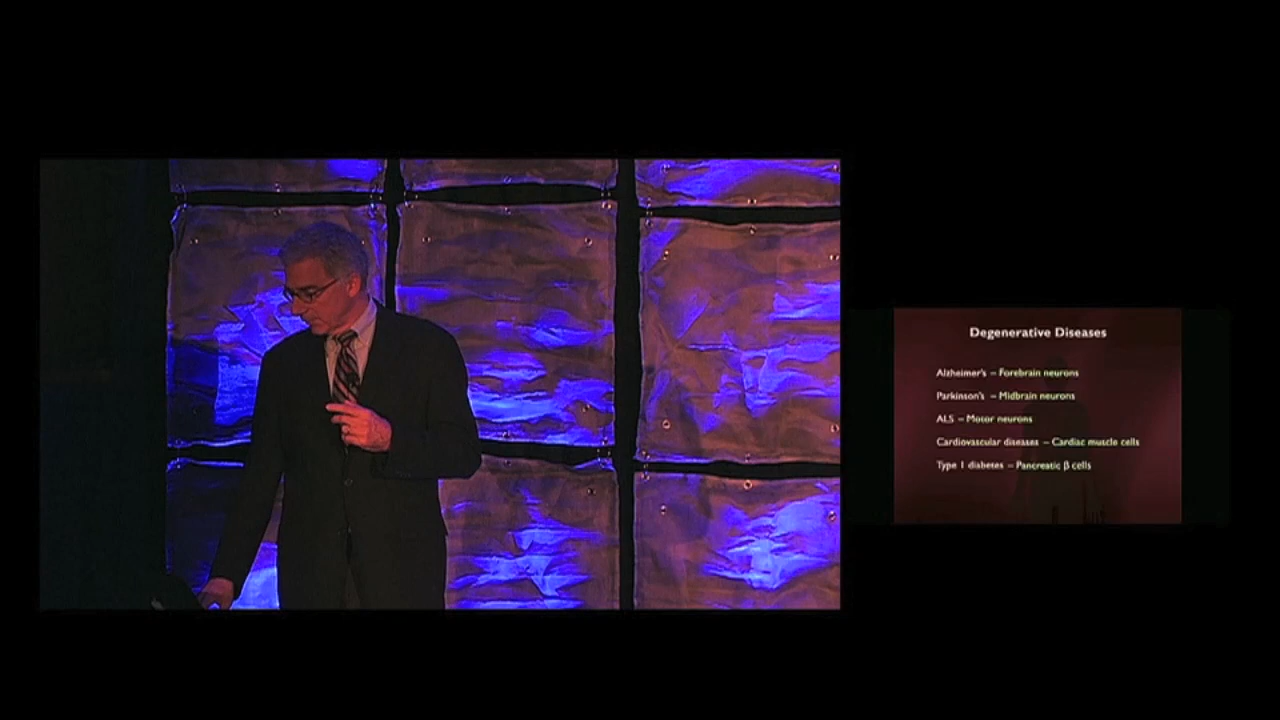 Degenerative Diseases
Alzheimer's – Forebrain neurons
Parkinson's – Midbrain neurons
ALS – Motor neurons
Cardiovascular diseases – Cardiac muscle cells
Type 1 diabetes – Pancreatic β cells